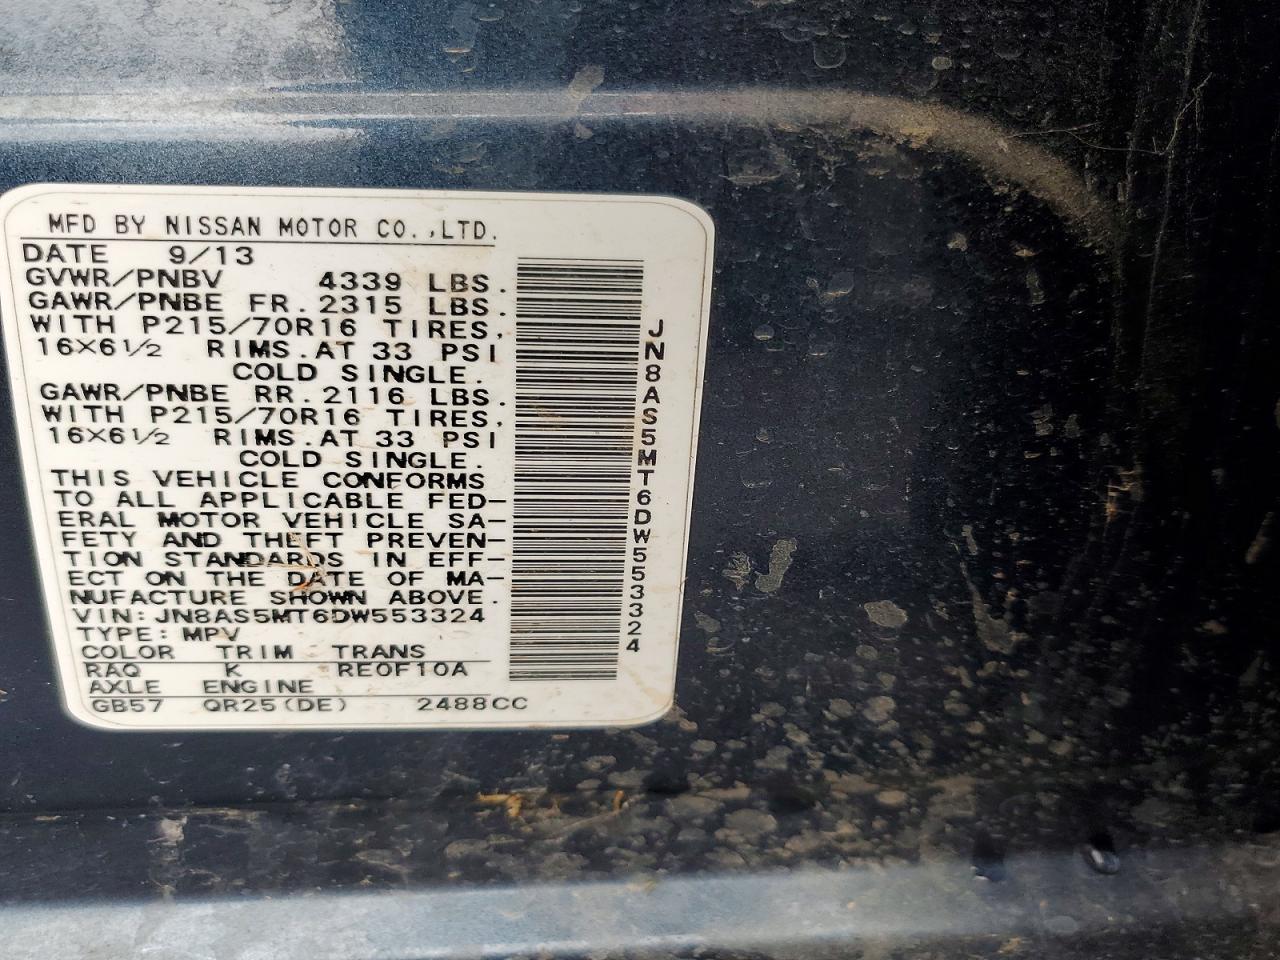 MFD BY NISSAN MOTOR CO.,LTD.
DATE 9/13
GVWR/PNBV 4339 LBS.
GAWR/PNBE FR. 2315 LBS.
WITH P215/70R16 TIRES,
16X6½ RIMS. AT 33 PSI
COLD SINGLE.
GAWR/PNBE RR. 2116 LBS.
WITH P215/70R16 TIRES,
16X6½ RIMS. AT 33 PSI
COLD SINGLE.
THIS VEHICLE CONFORMS
TO ALL APPLICABLE FED-
ERAL MOTOR VEHICLE SA-
FETY AND THEFT PREVEN-
TION STANDARDS IN EFF-
ECT ON THE DATE OF MA-
NUFACTURE SHOWN ABOVE.
VIN: JN8AS5MT6DW553324
TYPE: MPV
COLOR TRIM TRANS
RAQ K RE0F10A
AXLE ENGINE
GB57 QR25(DE) 2488CC
JN8AS5MT6DW553324